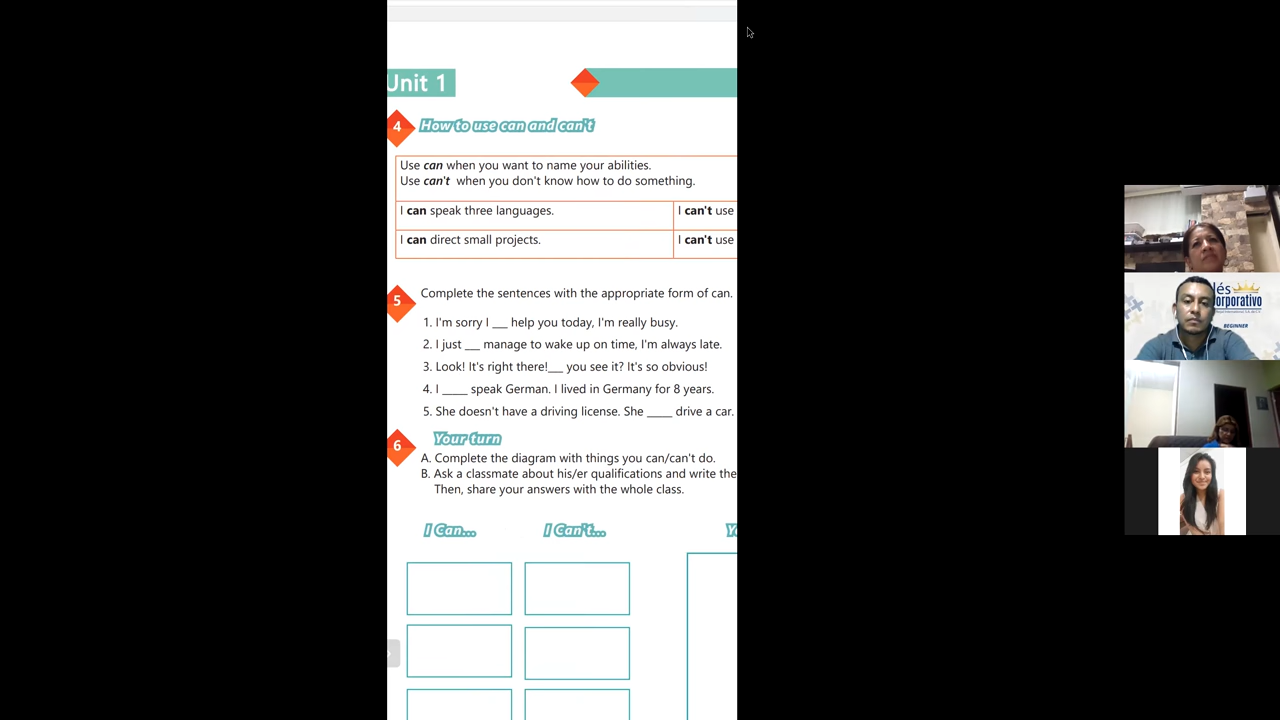 Unit 1
4
How to use can and can't
Use can when you want to name your abilities.
Use can't when you don't know how to do something.
I can speak three languages.
I can't use
I can direct small projects.
I can't use
5
Complete the sentences with the appropriate form of can.
1. I'm sorry I ___ help you today, I'm really busy.
2. I just ___ manage to wake up on time, I'm always late.
3. Look! It's right there!___ you see it? It's so obvious!
4. I _____ speak German. I lived in Germany for 8 years.
5. She doesn't have a driving license. She _____ drive a car.
6
Your turn
A. Complete the diagram with things you can/can't do.
B. Ask a classmate about his/er qualifications and write the
Then, share your answers with the whole class.
I Can...
I Can't...
BEGINNER